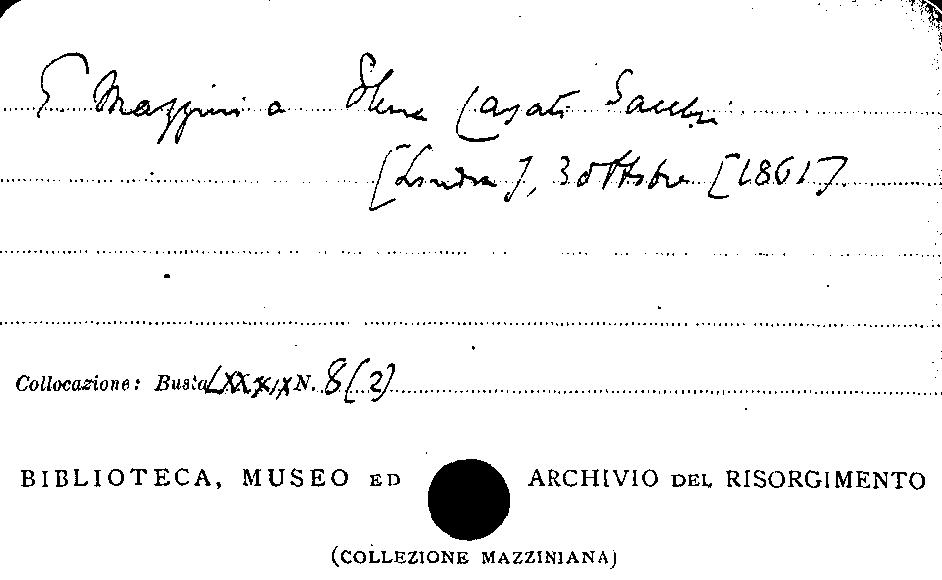 G Mazzini a Elena Casati Sacchi
[Londra], 3 ottobre [1861].
Collocazione: Busta LXXXIX N. 8(2)
BIBLIOTECA, MUSEO ED ARCHIVIO DEL RISORGIMENTO
(COLLEZIONE MAZZINIANA)